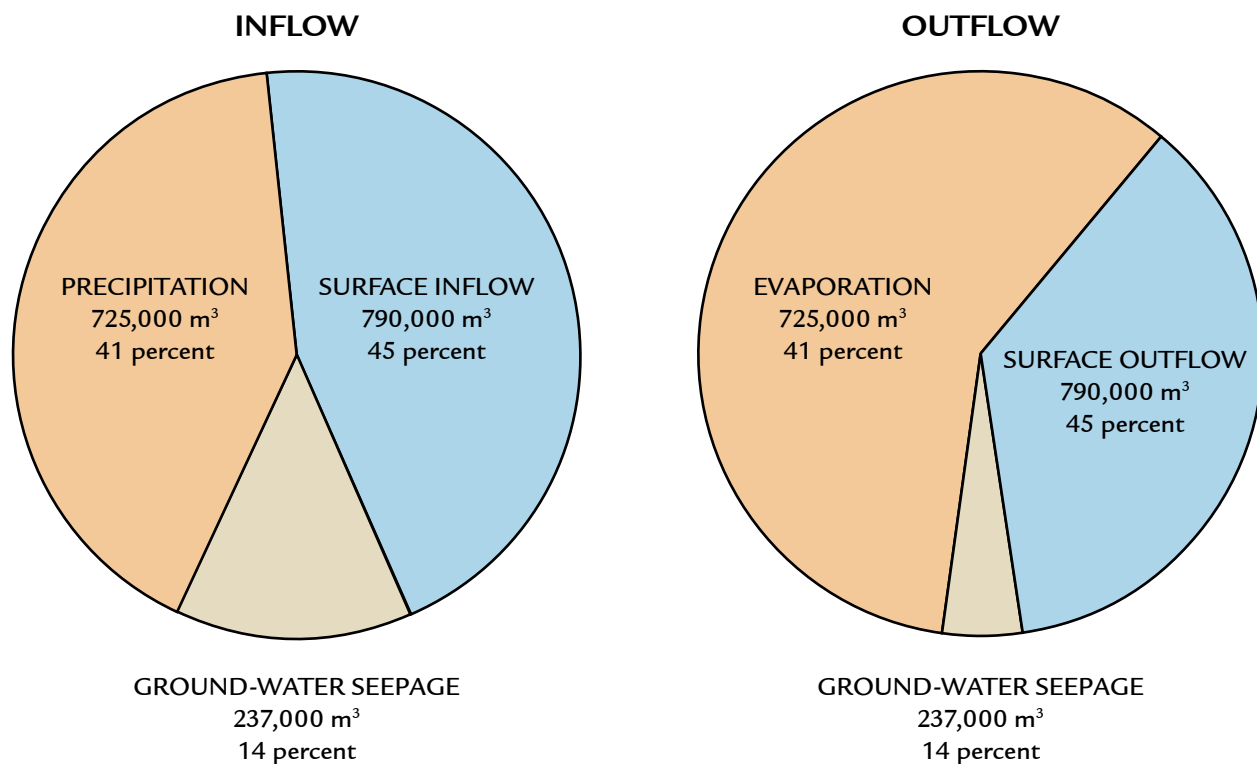 INFLOW
PRECIPITATION
725,000 m³
41 percent
SURFACE INFLOW
790,000 m³
45 percent
GROUND-WATER SEEPAGE
237,000 m³
14 percent
OUTFLOW
EVAPORATION
725,000 m³
41 percent
SURFACE OUTFLOW
790,000 m³
45 percent
GROUND-WATER SEEPAGE
237,000 m³
14 percent